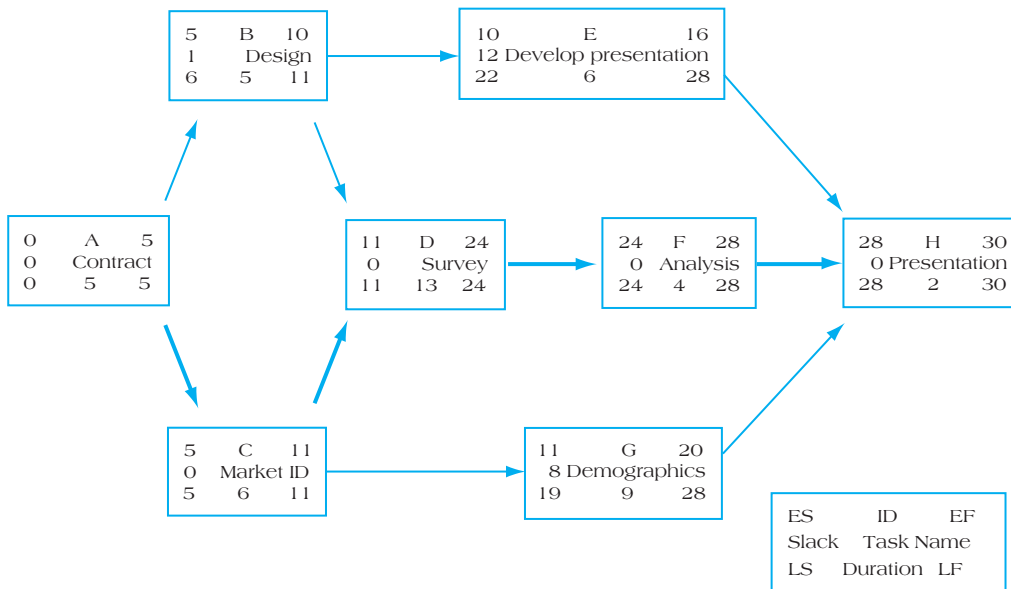 5 B 10
1 Design
6 5 11
10 E 16
12 Develop presentation
22 6 28
0 A 5
0 Contract
0 5 5
11 D 24
0 Survey
11 13 24
24 F 28
0 Analysis
24 4 28
28 H 30
0 Presentation
28 2 30
5 C 11
0 Market ID
5 6 11
11 G 20
8 Demographics
19 9 28
ES ID EF
Slack Task Name
LS Duration LF